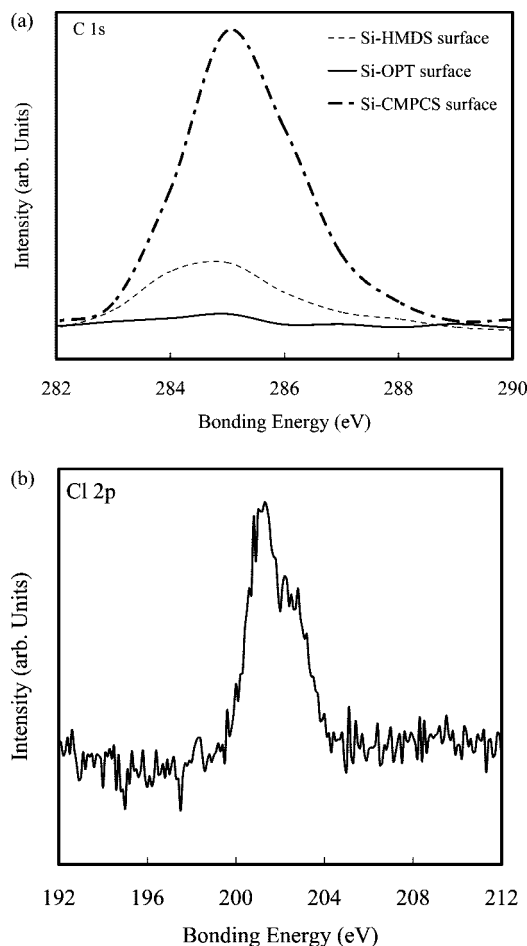 (a)
C 1s
Si-HMDS surface
Si-OPT surface
Si-CMPCS surface
Intensity (arb. Units)
282 284 286 288 290
Bonding Energy (eV)
(b)
Cl 2p
Intensity (arb. Units)
192 196 200 204 208 212
Bonding Energy (eV)